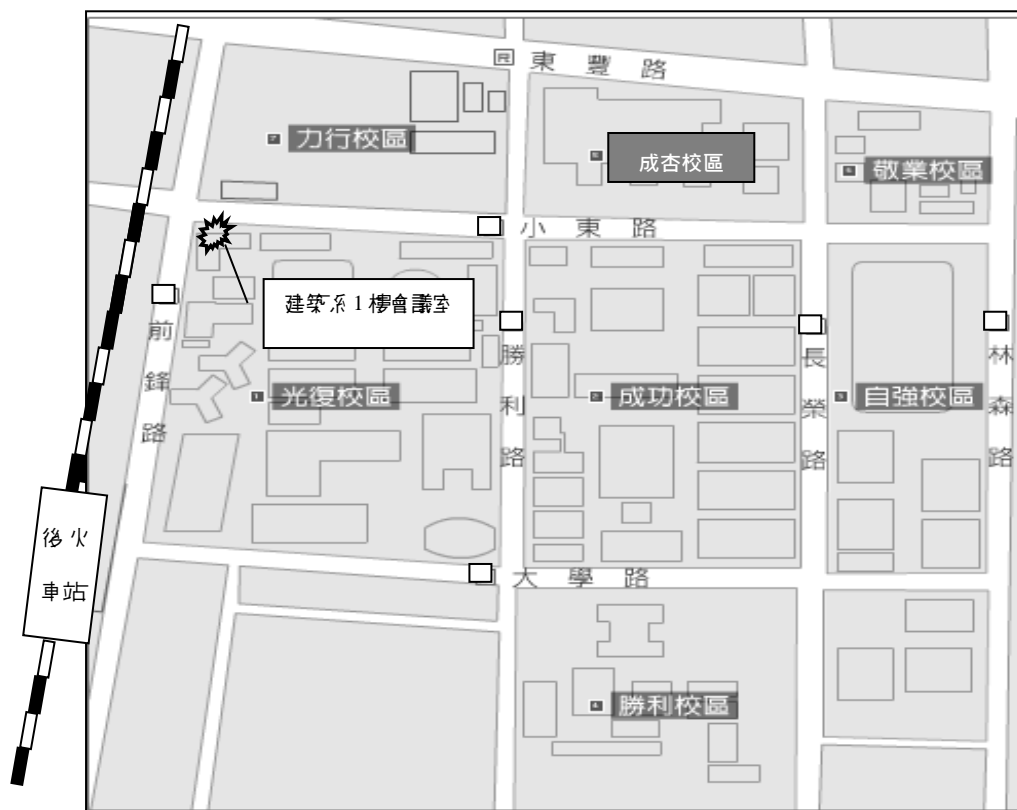 東豐路
力行校區
成杏校區
敬業校區
小東路
建築系1樓會議室
前鋒路
勝利路
長榮路
林森路
光復校區
成功校區
自強校區
後火
車站
大學路
勝利校區